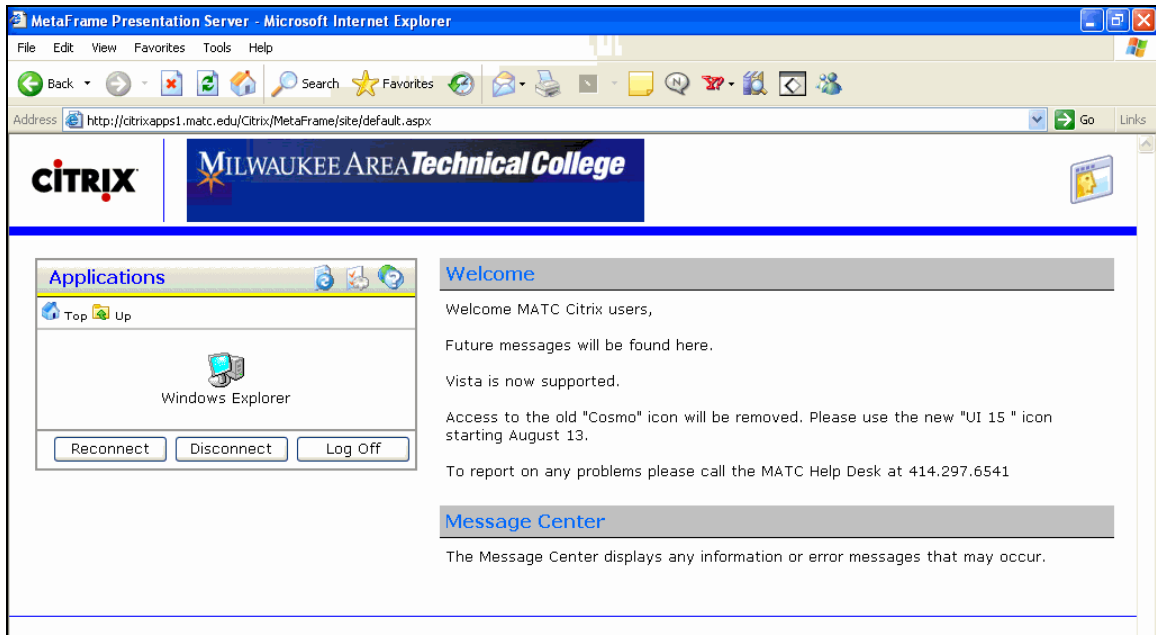 MetaFrame Presentation Server - Microsoft Internet Explorer
File Edit View Favorites Tools Help
Back Search Favorites
Address http://citrixapps1.matc.edu/Citrix/MetaFrame/site/default.aspx Go Links
CITRIX
MILWAUKEE AREA Technical College
Applications
Top Up
Windows Explorer
Reconnect Disconnect Log Off
Welcome
Welcome MATC Citrix users,
Future messages will be found here.
Vista is now supported.
Access to the old "Cosmo" icon will be removed. Please use the new "UI 15 " icon
starting August 13.
To report on any problems please call the MATC Help Desk at 414.297.6541
Message Center
The Message Center displays any information or error messages that may occur.